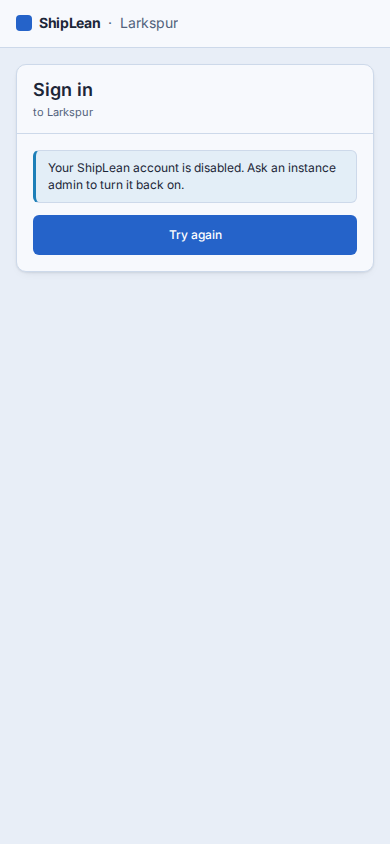 ShipLean · Larkspur
Sign in
to Larkspur
Your ShipLean account is disabled. Ask an instance
admin to turn it back on.
Try again